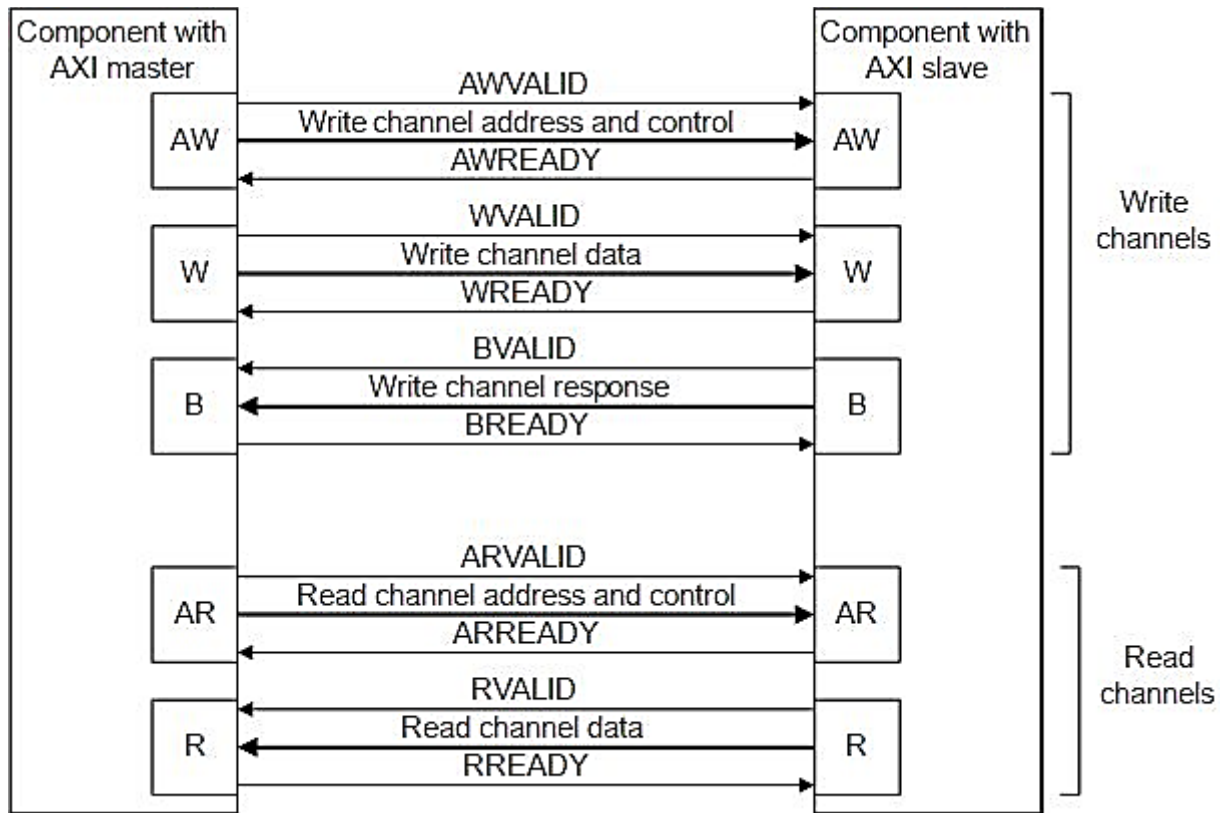 Component with
AXI master
Component with
AXI slave
AWVALID
AW
Write channel address and control
AW
AWREADY
WVALID
W
Write channel data
W
WREADY
Write
channels
BVALID
B
Write channel response
B
BREADY
ARVALID
AR
Read channel address and control
AR
ARREADY
RVALID
R
Read channel data
R
RREADY
Read
channels